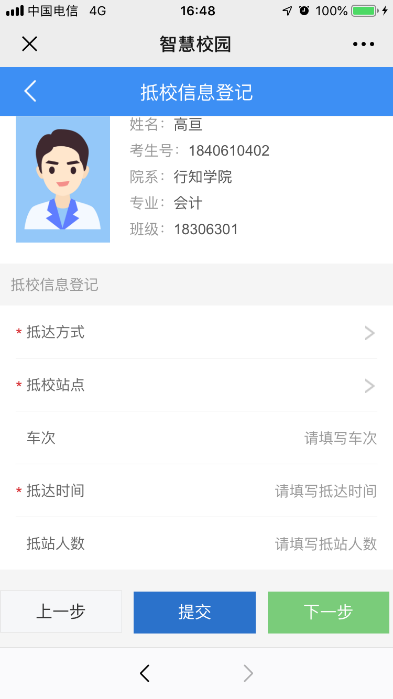 中国电信 4G 16:48 100%
智慧校园
抵校信息登记
姓名: 高亘
考生号: 1840610402
院系: 行知学院
专业: 会计
班级: 18306301
抵校信息登记
* 抵达方式
* 抵校站点
车次 请填写车次
* 抵达时间 请填写抵达时间
抵站人数 请填写抵站人数
上一步 提交 下一步